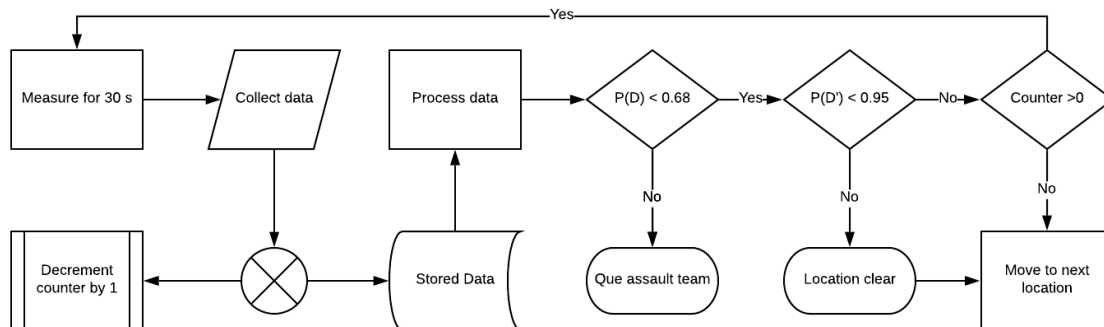 Yes
Measure for 30 s
Collect data
Process data
P(D) < 0.68
Yes
P(D') < 0.95
No
Counter >0
No
No
No
Decrement
counter by 1
Stored Data
Que assault team
Location clear
Move to next
location